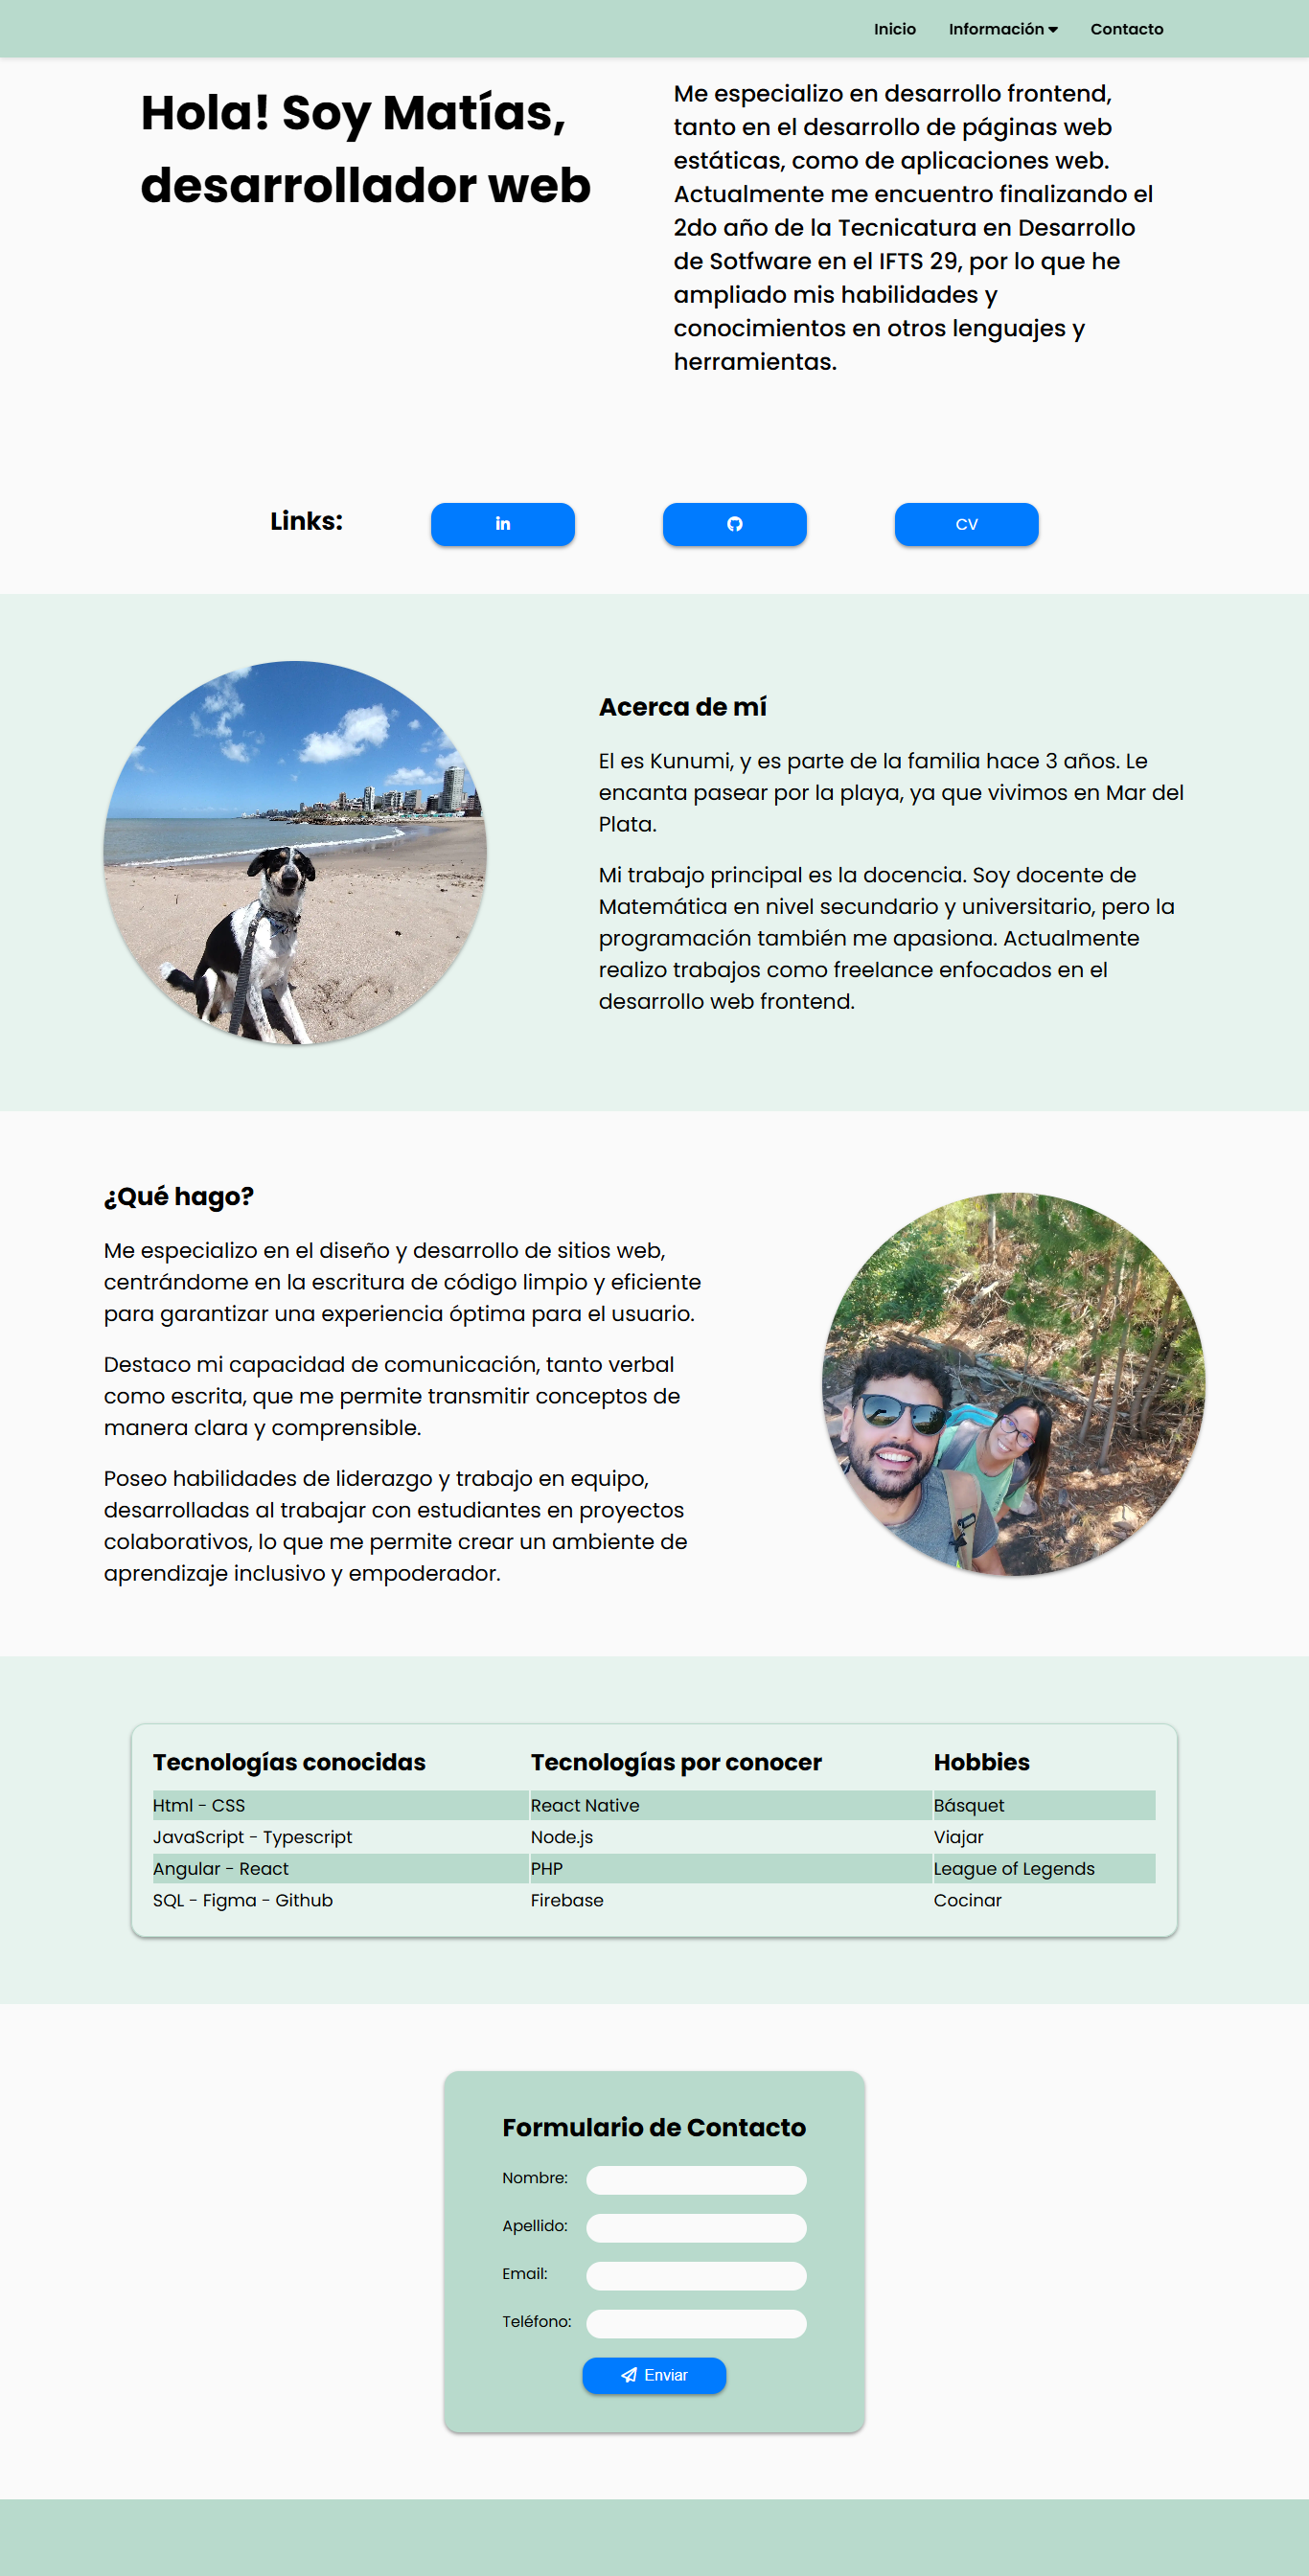 Inicio Información Contacto
Hola! Soy Matías,
desarrollador web
Me especializo en desarrollo frontend,
tanto en el desarrollo de páginas web
estáticas, como de aplicaciones web.
Actualmente me encuentro finalizando el
2do año de la Tecnicatura en Desarrollo
de Sotfware en el IFTS 29, por lo que he
ampliado mis habilidades y
conocimientos en otros lenguajes y
herramientas.
Links: in CV
Acerca de mí
El es Kunumi, y es parte de la familia hace 3 años. Le
encanta pasear por la playa, ya que vivimos en Mar del
Plata.
Mi trabajo principal es la docencia. Soy docente de
Matemática en nivel secundario y universitario, pero la
programación también me apasiona. Actualmente
realizo trabajos como freelance enfocados en el
desarrollo web frontend.
¿Qué hago?
Me especializo en el diseño y desarrollo de sitios web,
centrándome en la escritura de código limpio y eficiente
para garantizar una experiencia óptima para el usuario.
Destaco mi capacidad de comunicación, tanto verbal
como escrita, que me permite transmitir conceptos de
manera clara y comprensible.
Poseo habilidades de liderazgo y trabajo en equipo,
desarrolladas al trabajar con estudiantes en proyectos
colaborativos, lo que me permite crear un ambiente de
aprendizaje inclusivo y empoderador.
Tecnologías conocidas Tecnologías por conocer Hobbies
Html - CSS React Native Básquet
JavaScript - Typescript Node.js Viajar
Angular - React PHP League of Legends
SQL - Figma - Github Firebase Cocinar
Formulario de Contacto
Nombre:
Apellido:
Email:
Teléfono:
Enviar